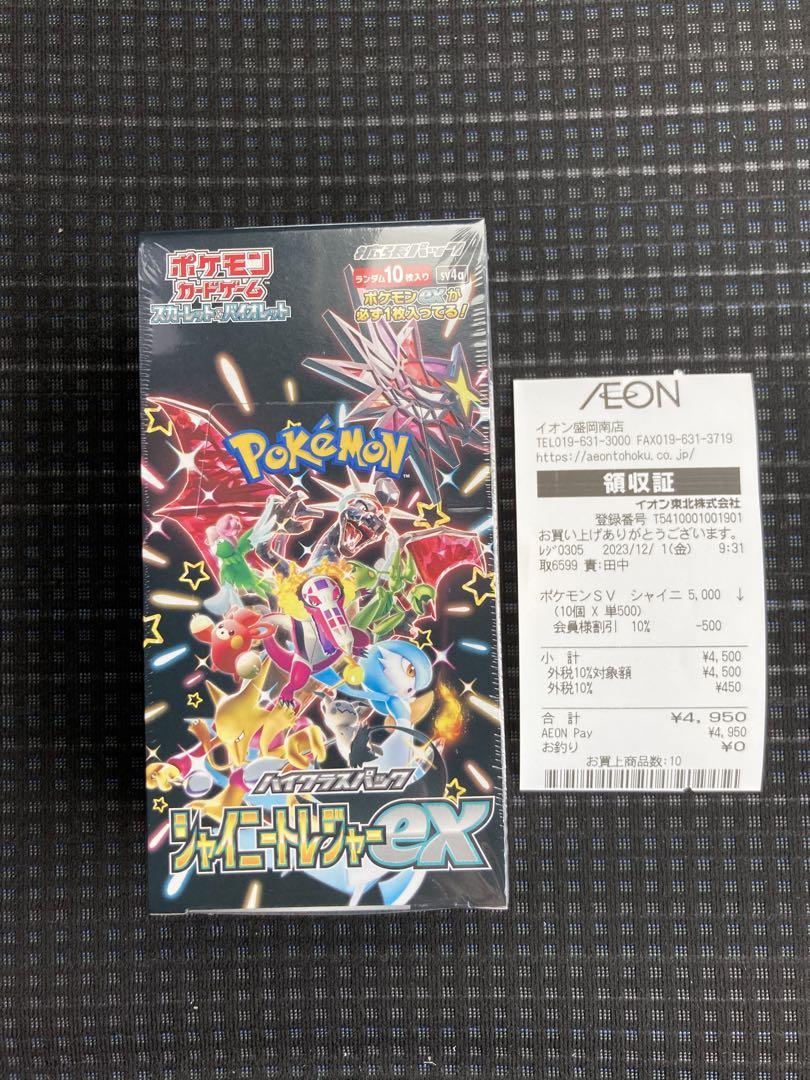 ポケモン
カードゲーム
スカーレット&バイオレット
拡張パック
ランダム10枚入り SV4a
ポケモンexが
必ず1枚入ってる!
POKÉMON
TM
ハイクラスパック
シャイニートレジャーex
ÆON
イオン盛岡南店
TEL019-631-3000 FAX019-631-3719
https://aeontohoku.co.jp/
領収証
イオン東北株式会社
登録番号 T5410001001901
お買い上げありがとうございます。
ﾚｼﾞ0305 2023/12/ 1(金) 9:31
取6599 責:田中
ポケモンSV シャイニ 5,000 ↓
(10個 X 単500)
会員様割引 10% -500
小 計 ¥4,500
外税10%対象額 ¥4,500
外税10% ¥450
合 計 ¥4,950
AEON Pay ¥4,950
お釣り ¥0
お買上商品数:10